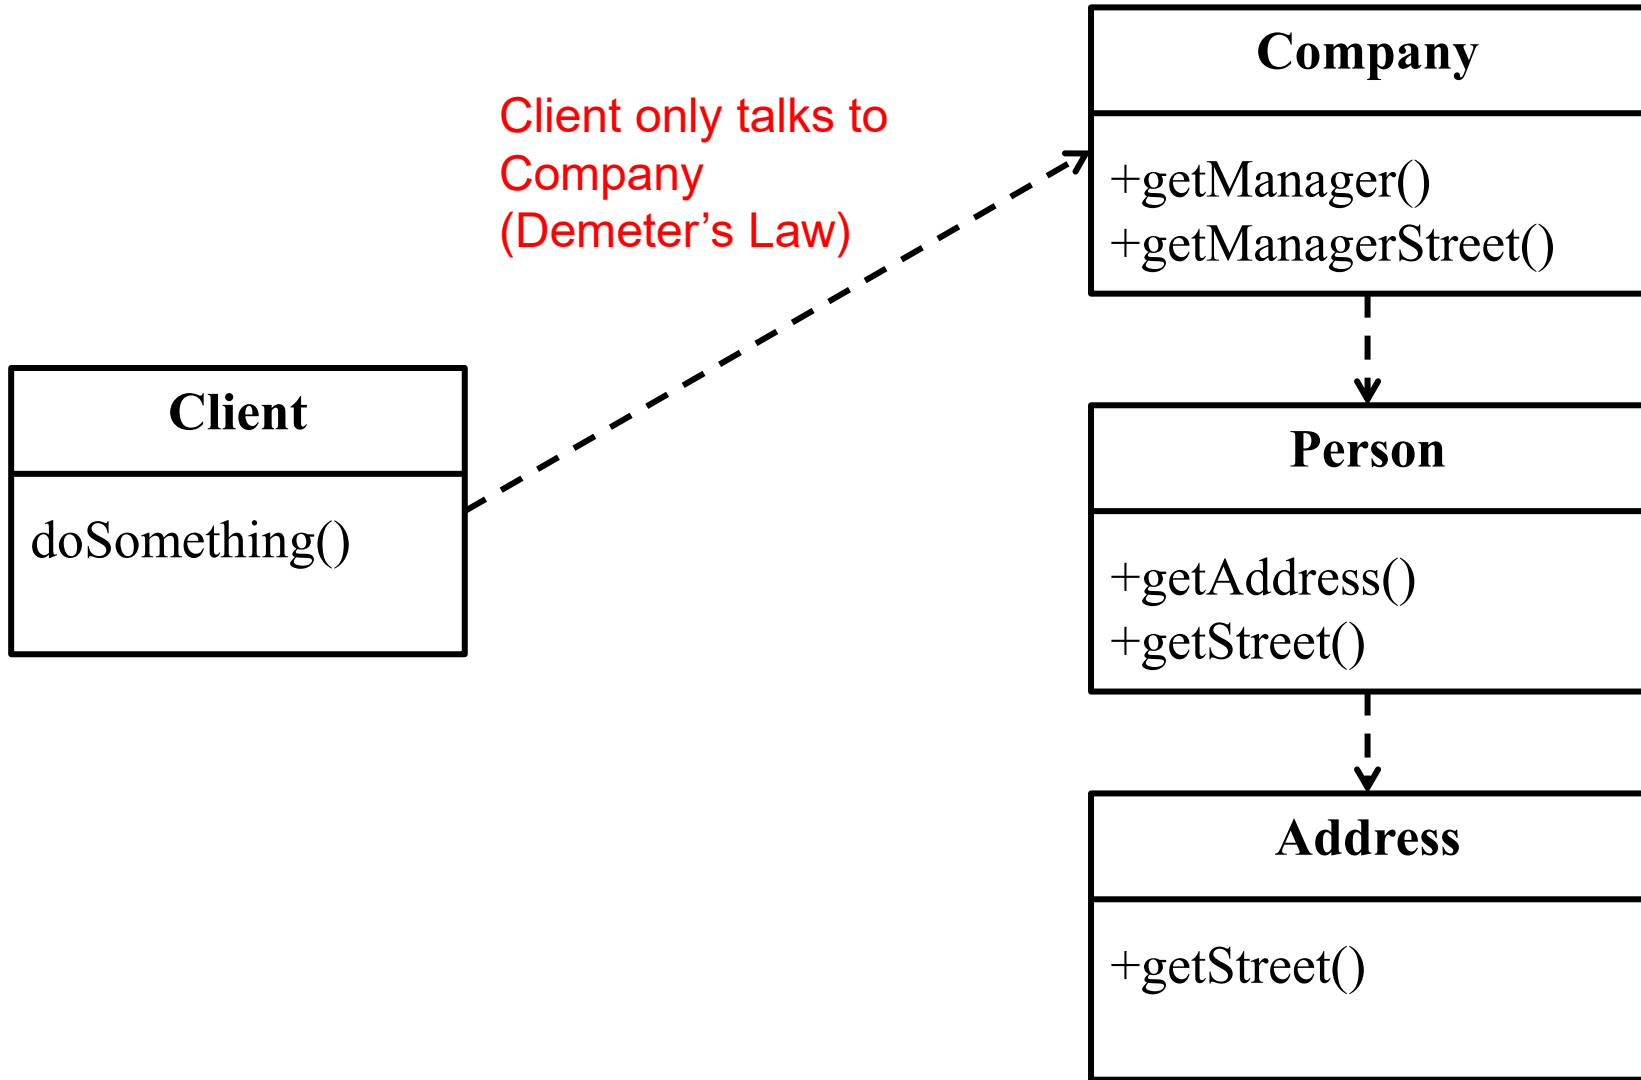 Client only talks to
Company
(Demeter’s Law)
Company
+getManager()
+getManagerStreet()
Client
doSomething()
Person
+getAddress()
+getStreet()
Address
+getStreet()